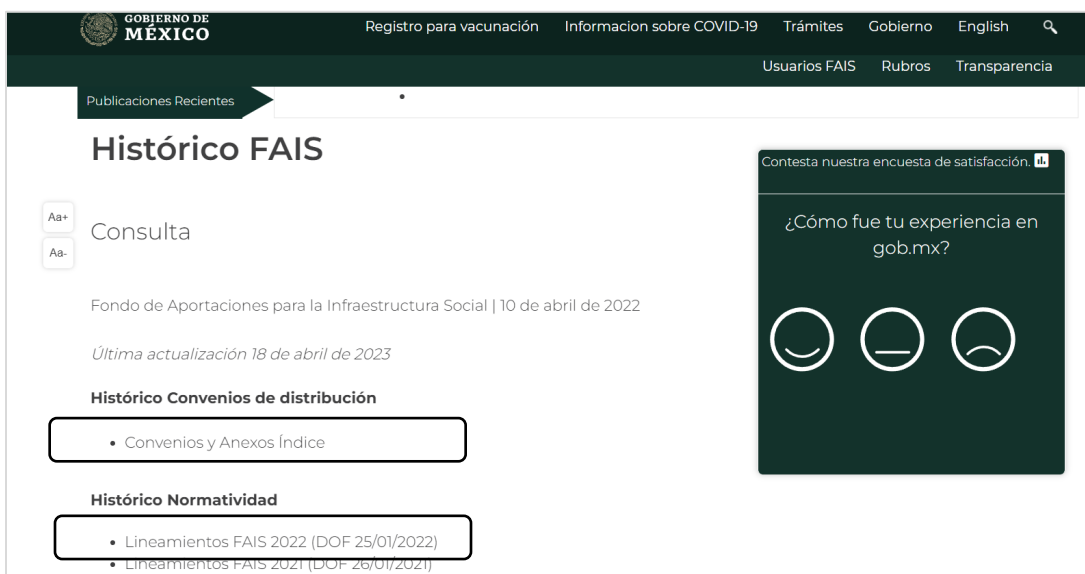 GOBIERNO DE
MÉXICO
Registro para vacunación Informacion sobre COVID-19 Trámites Gobierno English
Usuarios FAIS Rubros Transparencia
Publicaciones Recientes
•
Histórico FAIS
Contesta nuestra encuesta de satisfacción.
¿Cómo fue tu experiencia en
gob.mx?
Aa+
Aa-
Consulta
Fondo de Aportaciones para la Infraestructura Social | 10 de abril de 2022
Última actualización 18 de abril de 2023
Histórico Convenios de distribución
• Convenios y Anexos Índice
Histórico Normatividad
• Lineamientos FAIS 2022 (DOF 25/01/2022)
• Lineamientos FAIS 2021 (DOF 26/01/2021)